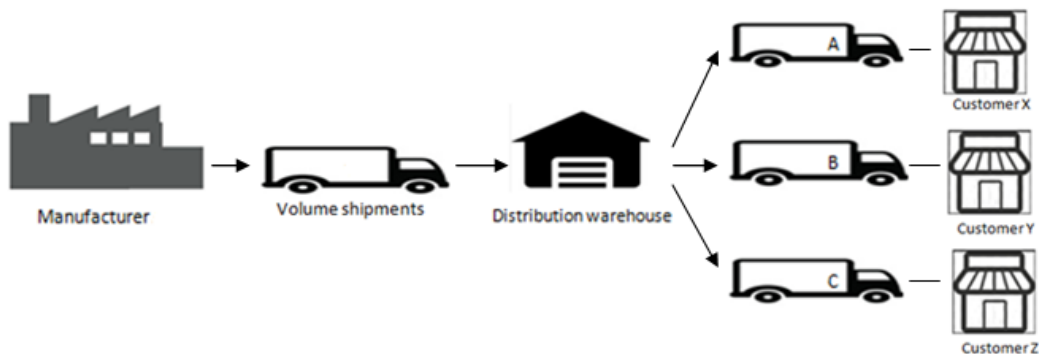 Manufacturer
Volume shipments
Distribution warehouse
A
Customer X
B
Customer Y
C
Customer Z